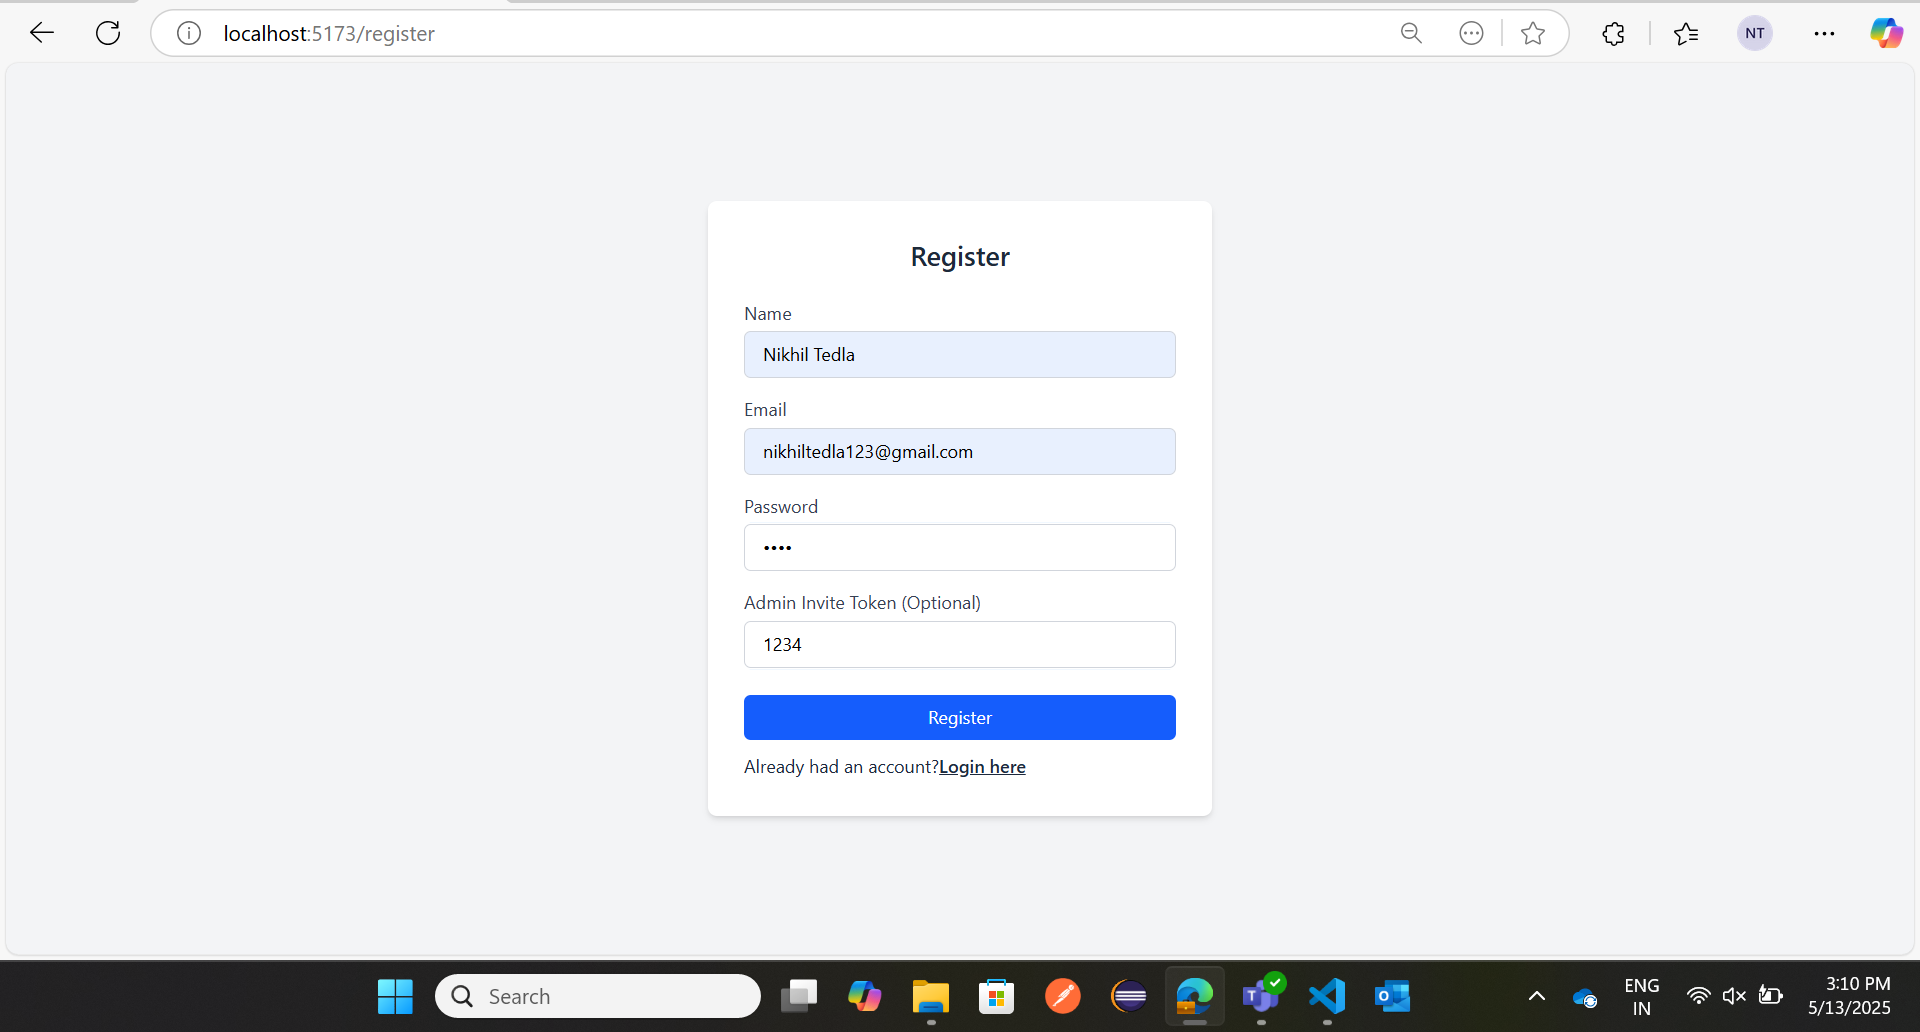 localhost:5173/register
NT
Register
Name
Nikhil Tedla
Email
nikhiltedla123@gmail.com
Password
••••
Admin Invite Token (Optional)
1234
Register
Already had an account?Login here
Search
ENG
IN
3:10 PM
5/13/2025